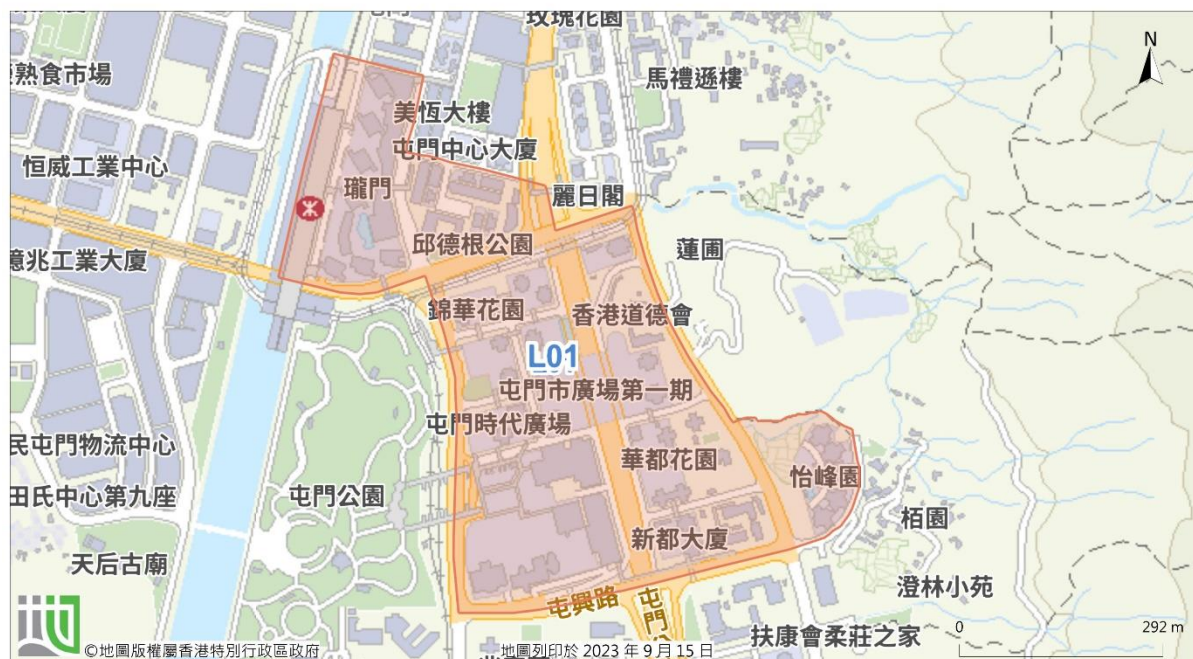 玫瑰花園
N
熟食市場
馬禮遜樓
美恆大樓
屯門中心大廈
恒威工業中心
瓏門
麗日閣
邱德根公園
蓮圃
億兆工業大廈
錦華花園
香港道德會
L01
屯門市廣場第一期
屯門時代廣場
民屯門物流中心
華都花園
怡峰園
田氏中心第九座
屯門公園
栢園
新都大廈
天后古廟
澄林小苑
屯興路
屯門公
扶康會柔莊之家
0
292 m
©地圖版權屬香港特別行政區政府
地圖列印於 2023 年 9 月 15 日